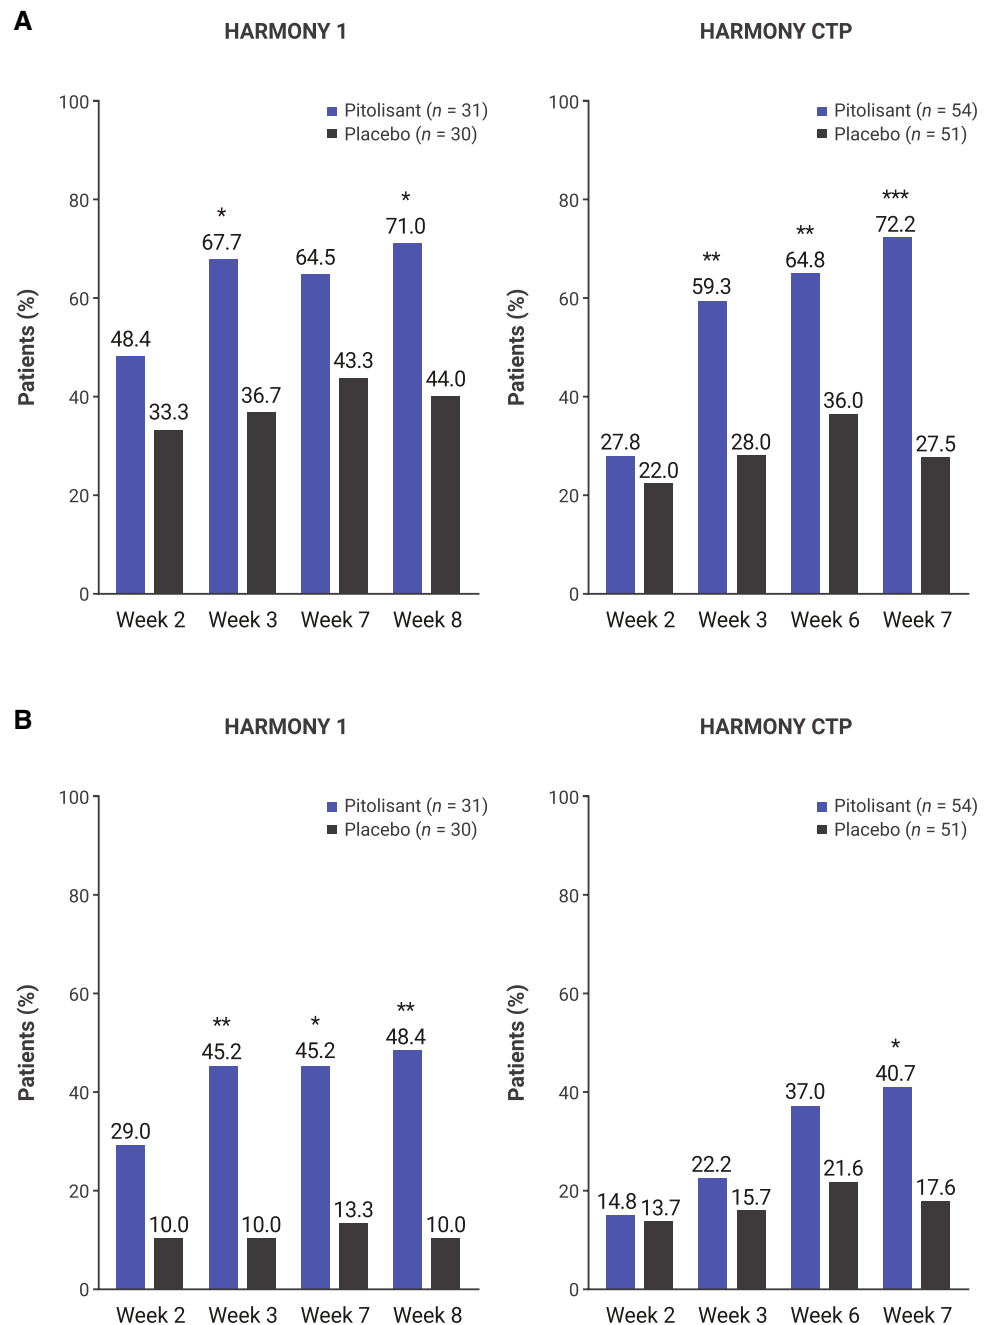 A
HARMONY 1
Pitolisant (n = 31)
Placebo (n = 30)
Patients (%)
100
80
60
40
20
0
48.4
33.3
*
67.7
36.7
64.5
43.3
*
71.0
44.0
Week 2 Week 3 Week 7 Week 8
HARMONY CTP
Pitolisant (n = 54)
Placebo (n = 51)
Patients (%)
100
80
60
40
20
0
27.8
22.0
**
59.3
28.0
**
64.8
36.0
***
72.2
27.5
Week 2 Week 3 Week 6 Week 7
B
HARMONY 1
Pitolisant (n = 31)
Placebo (n = 30)
Patients (%)
100
80
60
40
20
0
29.0
10.0
**
45.2
10.0
*
45.2
13.3
**
48.4
10.0
Week 2 Week 3 Week 7 Week 8
HARMONY CTP
Pitolisant (n = 54)
Placebo (n = 51)
Patients (%)
100
80
60
40
20
0
14.8
13.7
22.2
15.7
37.0
21.6
*
40.7
17.6
Week 2 Week 3 Week 6 Week 7